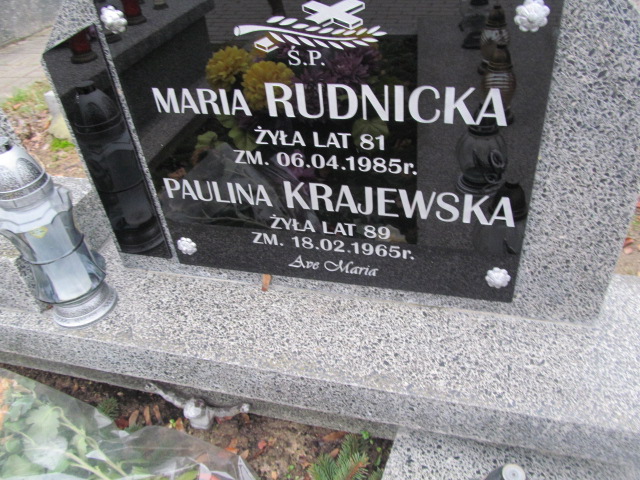 Ś.P.
MARIA RUDNICKA
ŻYŁA LAT 81
ZM. 06.04.1985r.
PAULINA KRAJEWSKA
ŻYŁA LAT 89
ZM. 18.02.1965r.
Ave Maria